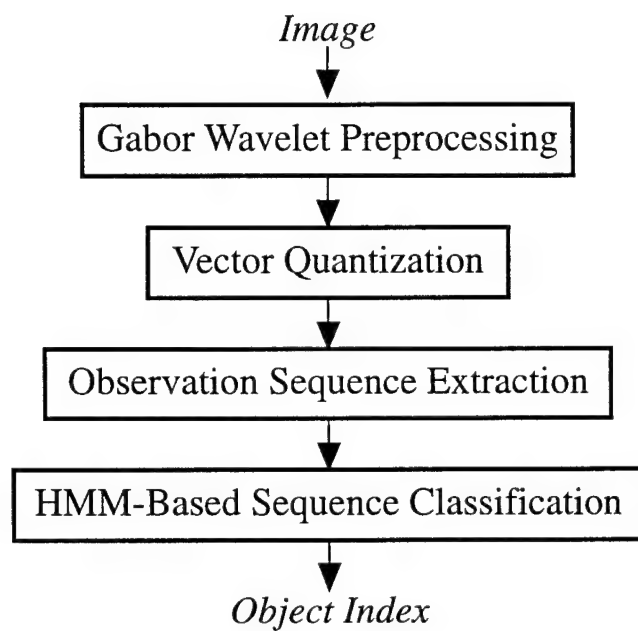 Image
Gabor Wavelet Preprocessing
Vector Quantization
Observation Sequence Extraction
HMM-Based Sequence Classification
Object Index